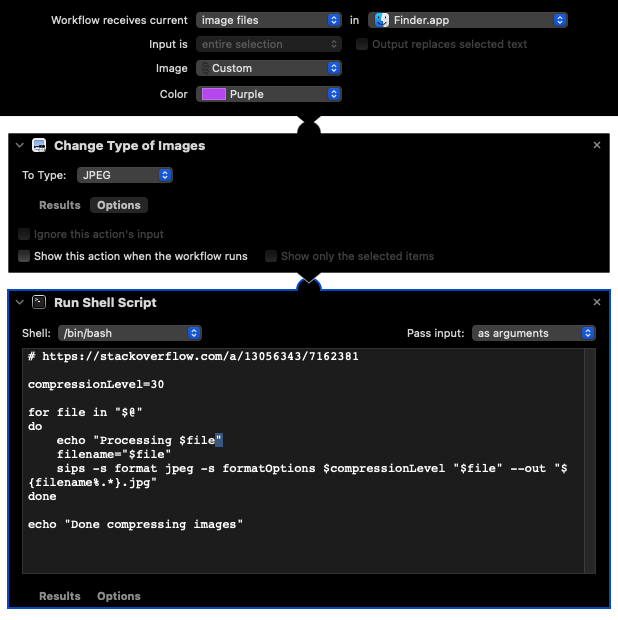 Workflow receives current image files in Finder.app
Input is entire selection Output replaces selected text
Image Custom
Color Purple
Change Type of Images
To Type: JPEG
Results Options
Ignore this action's input
Show this action when the workflow runs Show only the selected items
Run Shell Script
Shell: /bin/bash Pass input: as arguments
# https://stackoverflow.com/a/13056343/7162381
compressionLevel=30
for file in "$@"
do
    echo "Processing $file"
    filename="$file"
    sips -s format jpeg -s formatOptions $compressionLevel "$file" --out "$
{filename%.*}.jpg"
done
echo "Done compressing images"
Results Options